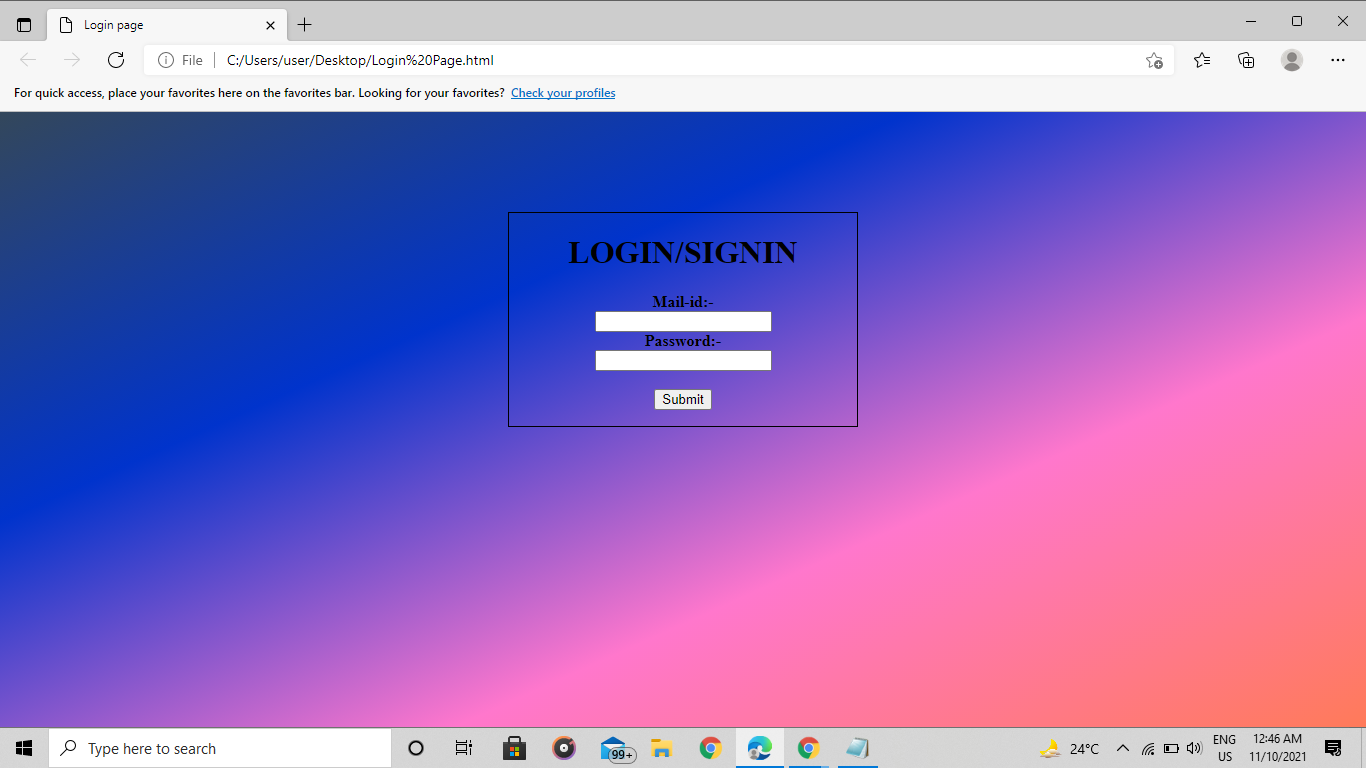 Login page
File
C:/Users/user/Desktop/Login%20Page.html
For quick access, place your favorites here on the favorites bar. Looking for your favorites? Check your profiles
LOGIN/SIGNIN
Mail-id:-
Password:-
Submit
Type here to search
99+
24°C
ENG
US
12:46 AM
11/10/2021